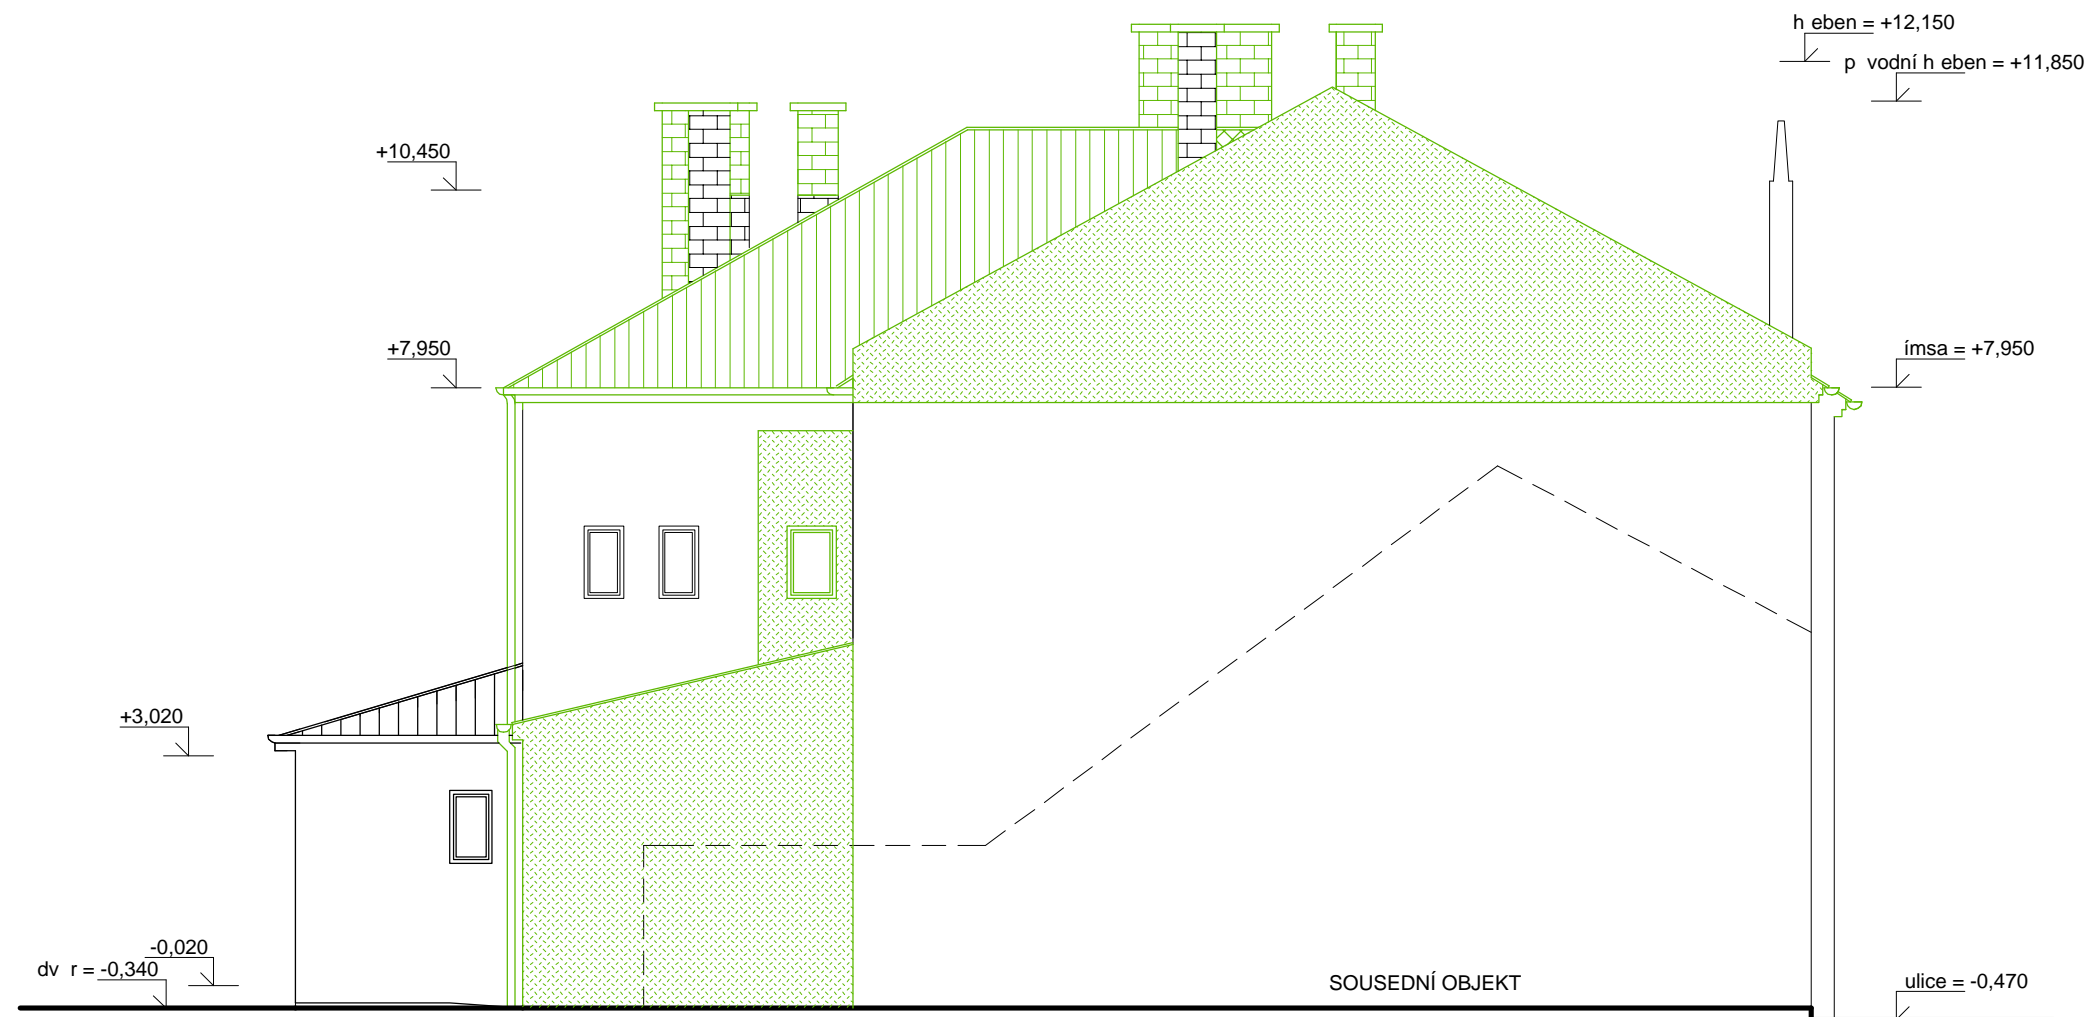 h eben = +12,150
p vodní h eben = +11,850
+10,450
+7,950
ímsa = +7,950
+3,020
-0,020
dv r = -0,340
SOUSEDNÍ OBJEKT
ulice = -0,470